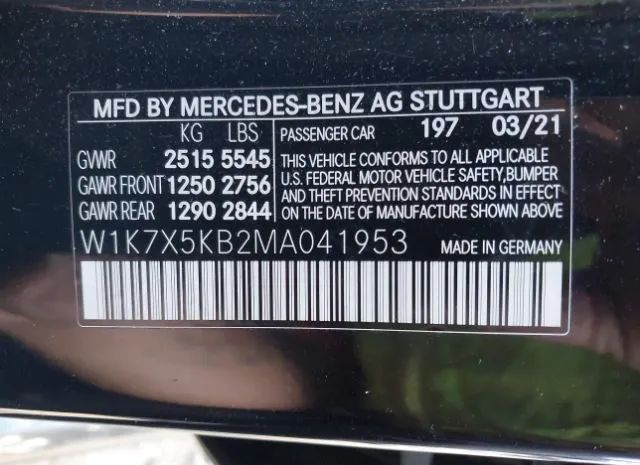 MFD BY MERCEDES-BENZ AG STUTTGART
KG LBS
GVWR 2515 5545
GAWR FRONT 1250 2756
GAWR REAR 1290 2844
PASSENGER CAR 197 03/21
THIS VEHICLE CONFORMS TO ALL APPLICABLE
U.S. FEDERAL MOTOR VEHICLE SAFETY,BUMPER
AND THEFT PREVENTION STANDARDS IN EFFECT
ON THE DATE OF MANUFACTURE SHOWN ABOVE.
W1K7X5KB2MA041953 MADE IN GERMANY